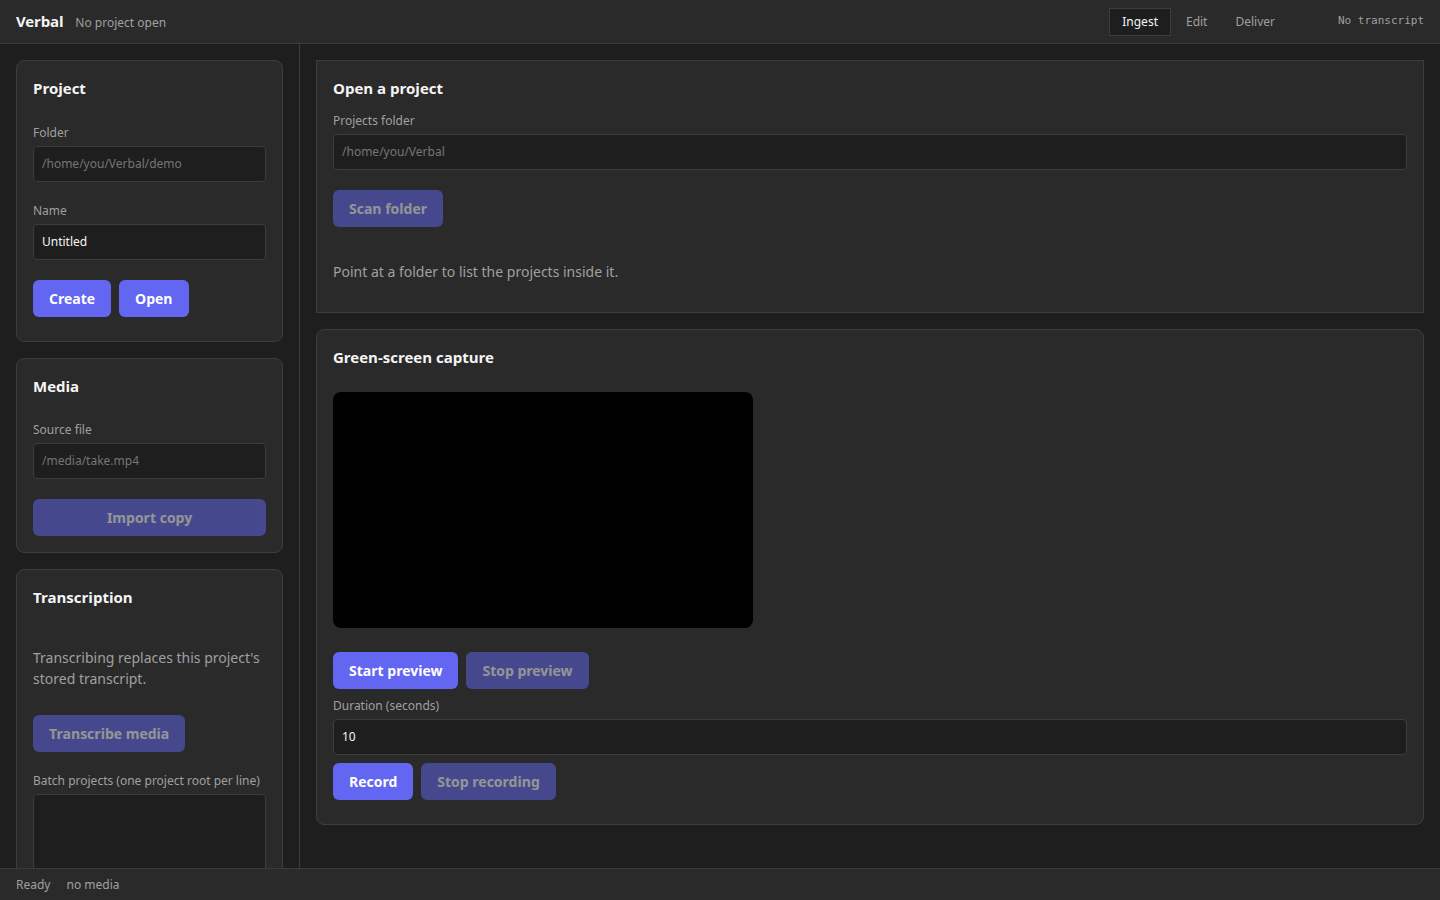 Verbal No project open
Ingest Edit Deliver No transcript
Project
Folder
/home/you/Verbal/demo
Name
Untitled
Create Open
Media
Source file
/media/take.mp4
Import copy
Transcription
Transcribing replaces this project's
stored transcript.
Transcribe media
Batch projects (one project root per line)
Open a project
Projects folder
/home/you/Verbal
Scan folder
Point at a folder to list the projects inside it.
Green-screen capture
Start preview Stop preview
Duration (seconds)
10
Record Stop recording
Ready no media